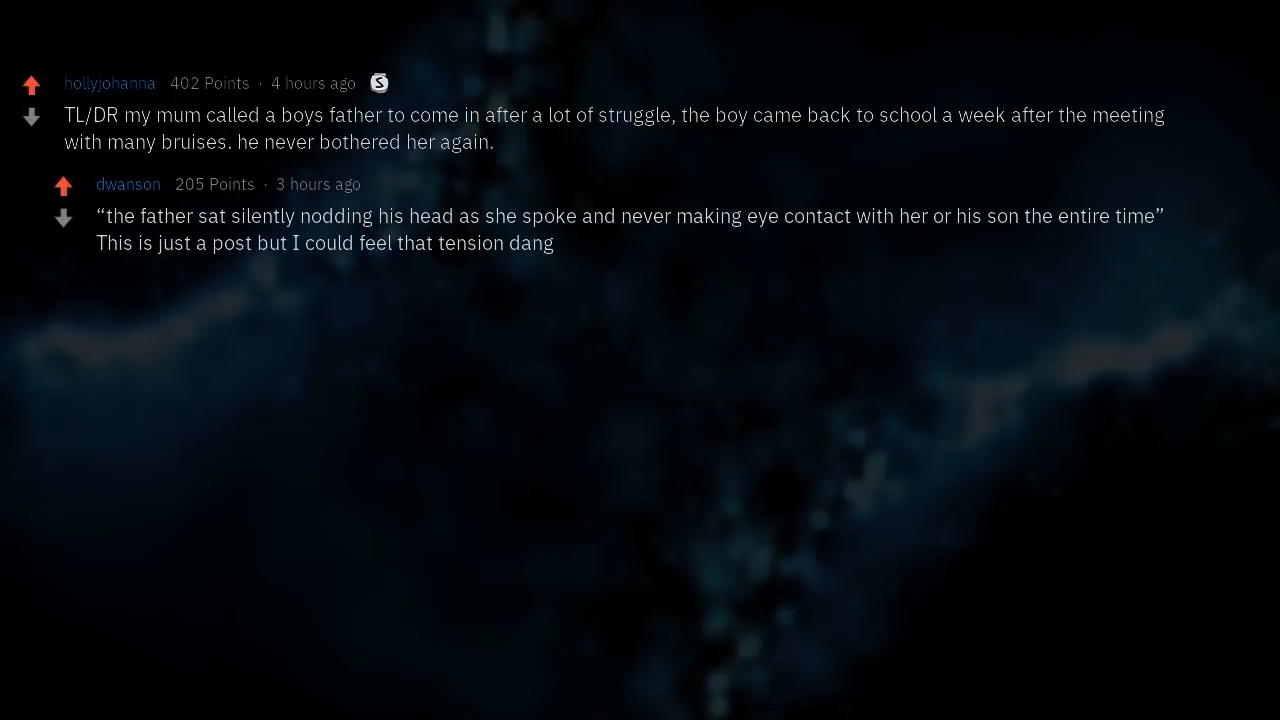 hollyjohanna 402 Points · 4 hours ago S
TL/DR my mum called a boys father to come in after a lot of struggle, the boy came back to school a week after the meeting
with many bruises. he never bothered her again.
dwanson 205 Points · 3 hours ago
“the father sat silently nodding his head as she spoke and never making eye contact with her or his son the entire time”
This is just a post but I could feel that tension dang